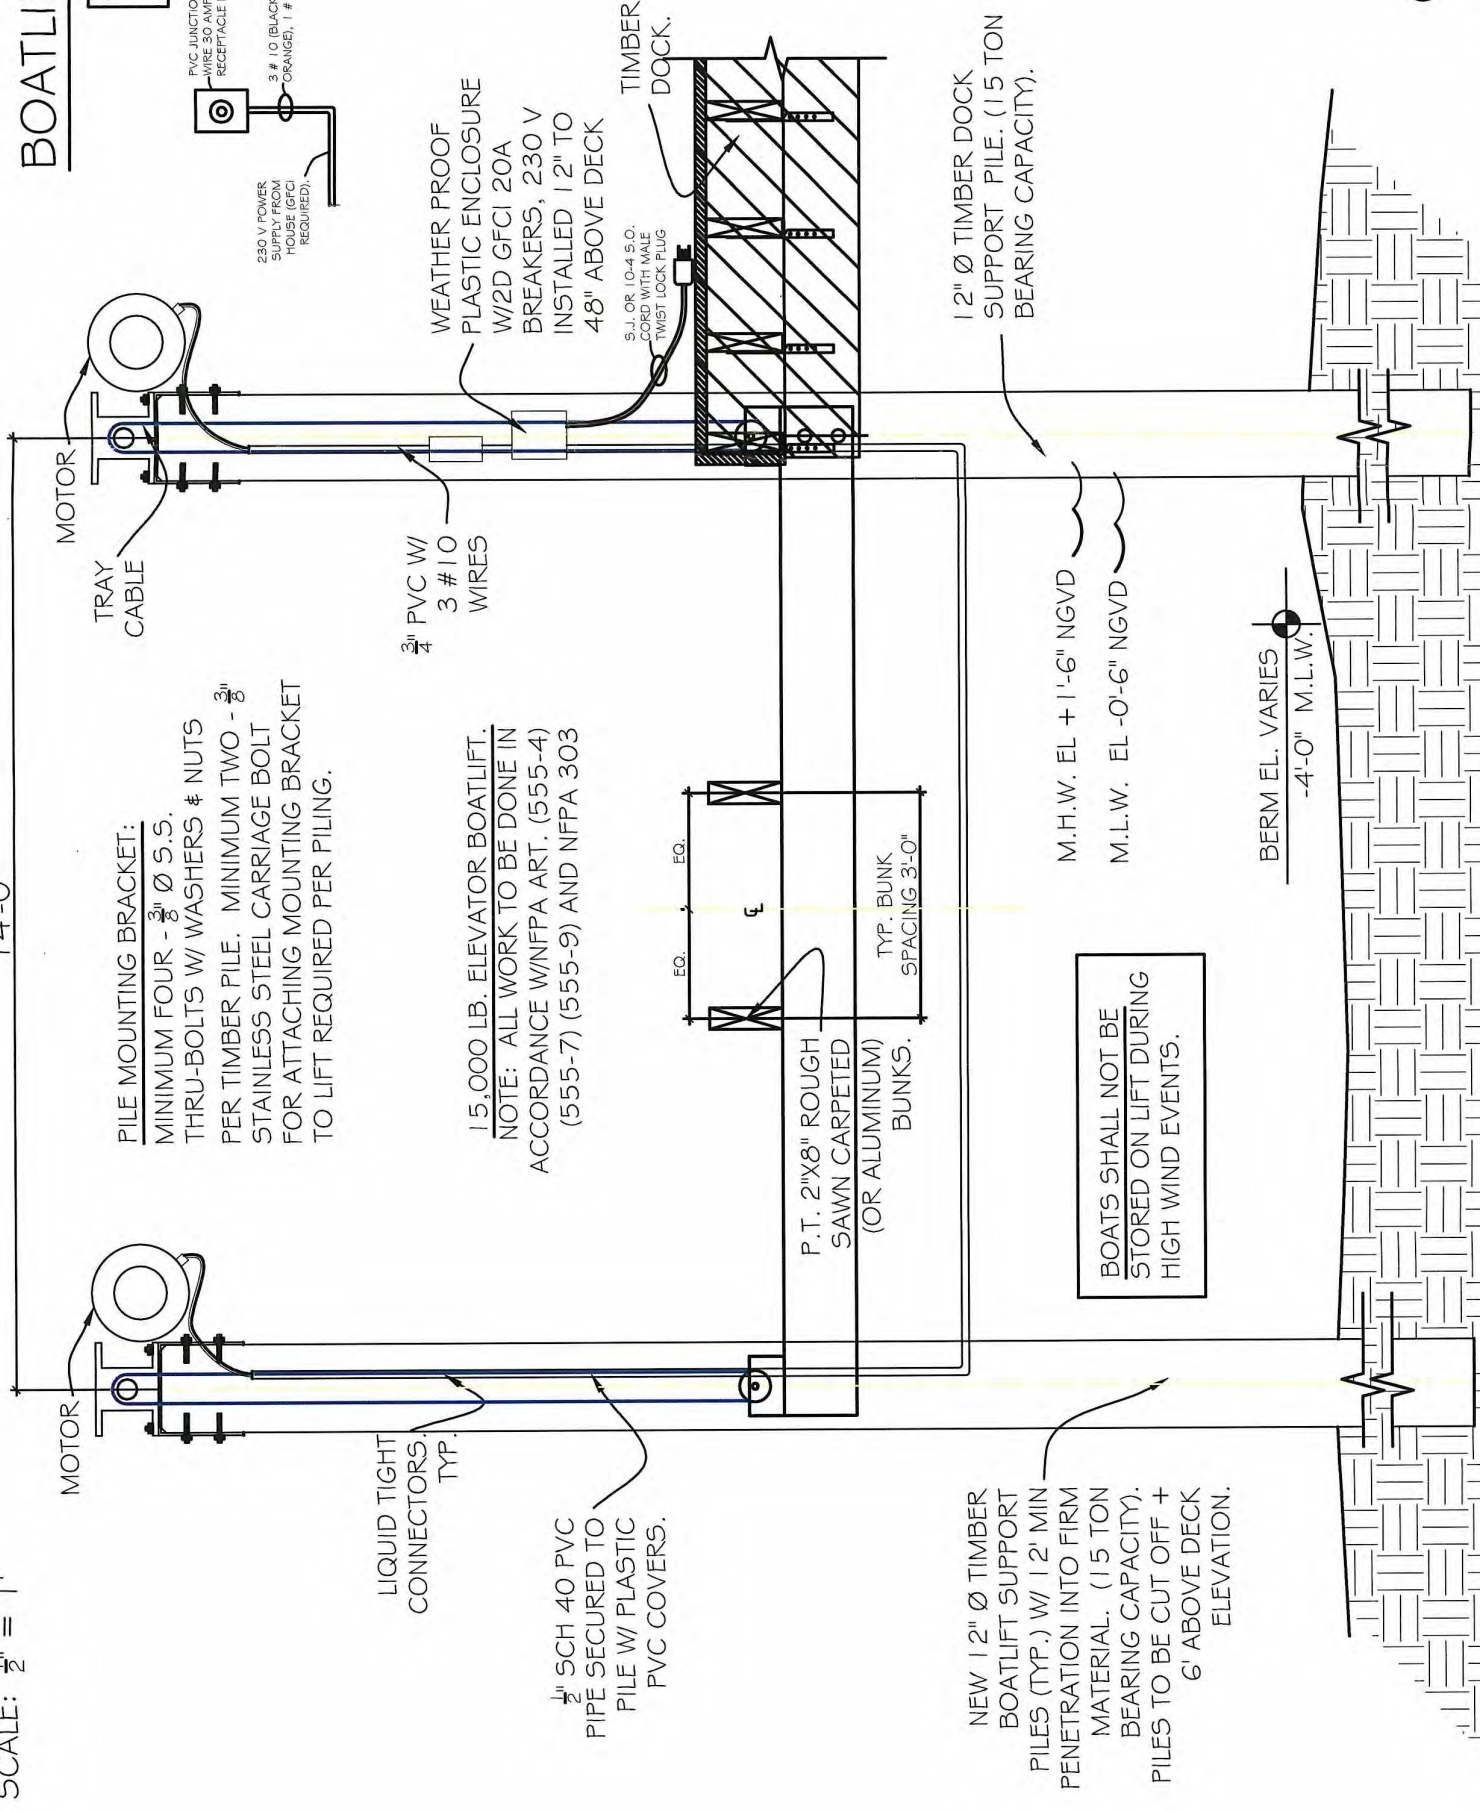 SCALE: 1/2" = 1'
14'-0"
BOATLI
MOTOR
MOTOR
TRAY
CABLE
PVC JUNCTIO
WIRE 30 AMP
RECEPTACLE
3 #10 (BLACK
ORANGE), 1 #
230 V POWER
SUPPLY FROM
HOUSE (GFCI
REQUIRED).
PILE MOUNTING BRACKET:
MINIMUM FOUR - 3/8" Ø S.S.
THRU-BOLTS W/ WASHERS & NUTS
PER TIMBER PILE. MINIMUM TWO - 3/8"
STAINLESS STEEL CARRIAGE BOLT
FOR ATTACHING MOUNTING BRACKET
TO LIFT REQUIRED PER PILING.
LIQUID TIGHT
CONNECTORS.
TYP.
3/4" PVC W/
3 #10
WIRES
WEATHER PROOF
PLASTIC ENCLOSURE
W/2D GFCI 20A
BREAKERS, 230 V
INSTALLED 12" TO
48" ABOVE DECK
15,000 LB. ELEVATOR BOATLIFT.
NOTE: ALL WORK TO BE DONE IN
ACCORDANCE W/NFPA ART. (555-4)
(555-7) (555-9) AND NFPA 303
S.J. OR 10-4 S.O.
CORD WITH MALE
TWIST LOCK PLUG
TIMBER
DOCK.
1/2" SCH 40 PVC
PIPE SECURED TO
PILE W/ PLASTIC
PVC COVERS.
EQ.
EQ.
CL
P.T. 2"X8" ROUGH
SAWN CARPETED
(OR ALUMINUM)
BUNKS.
TYP. BUNK
SPACING 3'-0"
12" Ø TIMBER DOCK
SUPPORT PILE. (15 TON
BEARING CAPACITY).
NEW 12" Ø TIMBER
BOATLIFT SUPPORT
PILES (TYP.) W/ 12' MIN
PENETRATION INTO FIRM
MATERIAL. (15 TON
BEARING CAPACITY).
PILES TO BE CUT OFF +
6' ABOVE DECK
ELEVATION.
BOATS SHALL NOT BE
STORED ON LIFT DURING
HIGH WIND EVENTS.
M.H.W. EL +1'-6" NGVD
M.L.W. EL -0'-6" NGVD
BERM EL. VARIES
-4'-0" M.L.W.